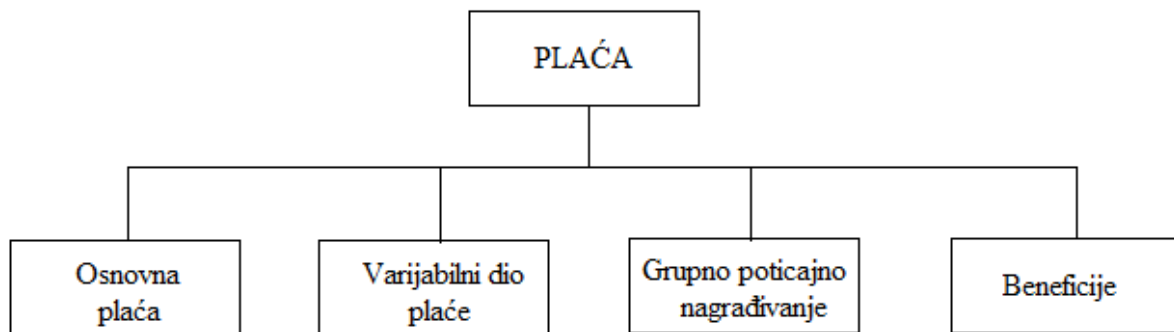 PLAĆA
Osnovna
plaća
Varijabilni dio
plaće
Grupno poticajno
nagrađivanje
Beneficije